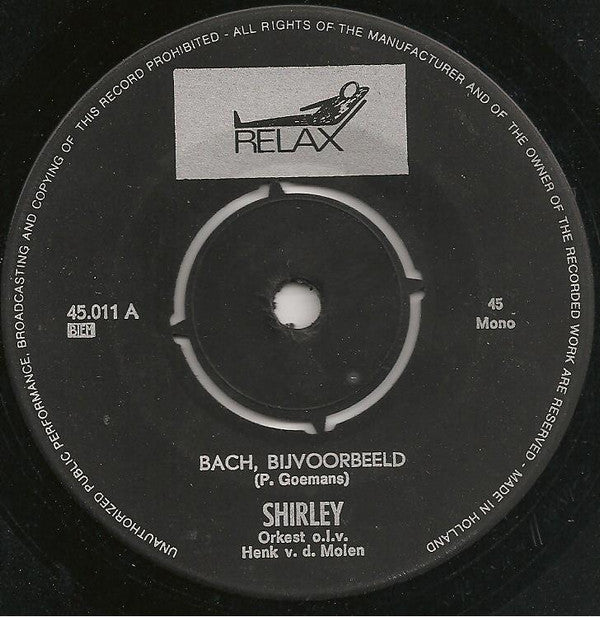 UNAUTHORIZED PUBLIC PERFORMANCE. BROADCASTING AND COPYING OF THIS RECORD PROHIBITED - ALL RIGHTS OF THE MANUFACTURER AND OF THE OWNER OF THE RECORDED WORK ARE RESERVED - MADE IN HOLLAND
RELAX
45.011 A
BIEM
45
Mono
BACH, BIJVOORBEELD
(P. Goemans)
SHIRLEY
Orkest o.l.v.
Henk v. d. Molen